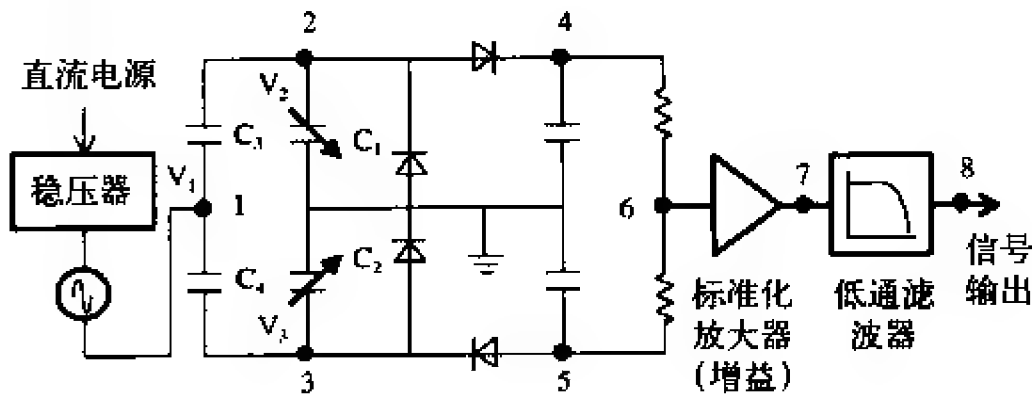 直流电源
稳压器
V₁
1
C₃
C₄
2
V₂
C₁
C₂
V₃
3
4
5
6
7
8
标准化
放大器
(增益)
低通滤
波器
信号
输出